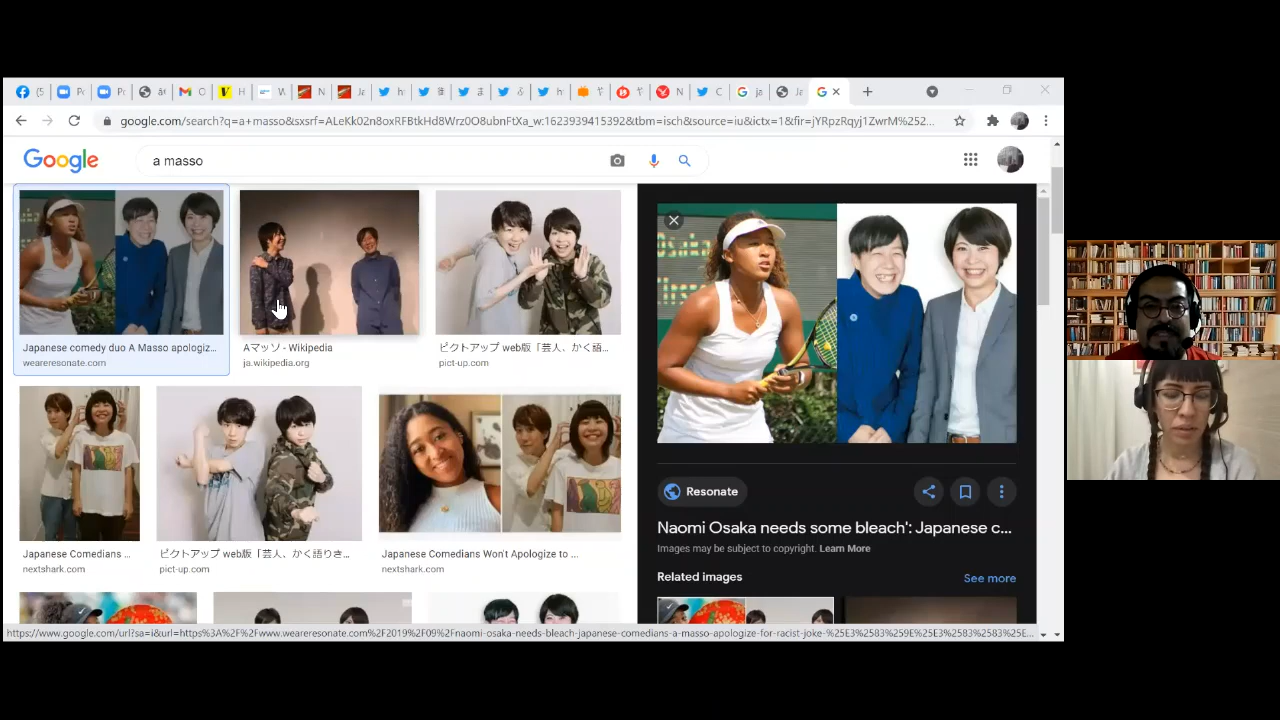 google.com/search?q=a+masso&sxsrf=ALeKk02n8oxRFBtkHd8Wrz0O8ubnFtXa_w:1623939415392&tbm=isch&source=iu&ictx=1&fir=jYRpzRqyj1ZwrM%252...
Google
a masso
Japanese comedy duo A Masso apologiz...
weareresonate.com
Aマッソ - Wikipedia
ja.wikipedia.org
ピクトアップ web版「芸人、かく語...
pict-up.com
Japanese Comedians ...
nextshark.com
ピクトアップ web版「芸人、かく語りき...
pict-up.com
Japanese Comedians Won't Apologize to ...
nextshark.com
Resonate
Naomi Osaka needs some bleach': Japanese c...
Images may be subject to copyright. Learn More
Related images
See more
https://www.google.com/url?sa=i&url=https%3A%2F%2Fwww.weareresonate.com%2F2019%2F09%2Fnaomi-osaka-needs-bleach-japanese-comedians-a-masso-apologize-for-racist-joke-%25E3%2583%259E%25E3%2583%2583%25E...